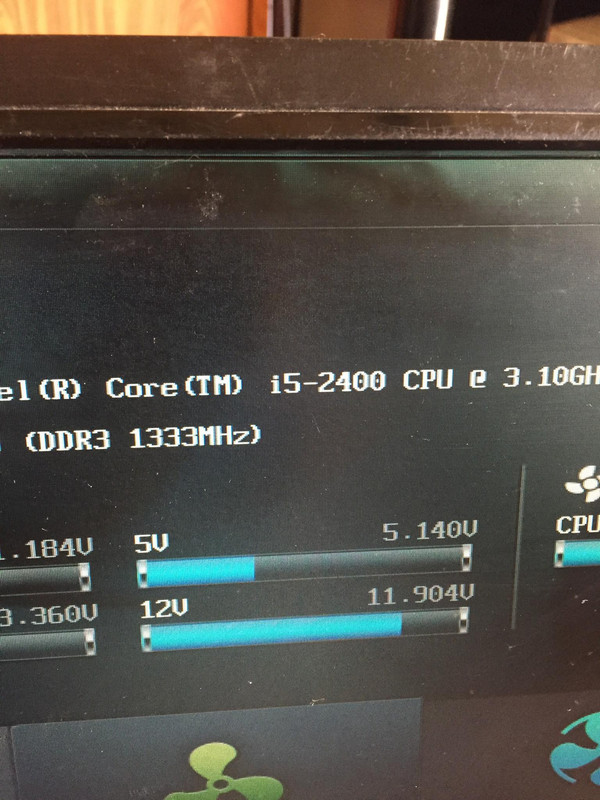 el(R) Core(TM) i5-2400 CPU @ 3.10GH
(DDR3 1333MHz)
.184V 5V 5.140V CPU
3.360V 12V 11.904V